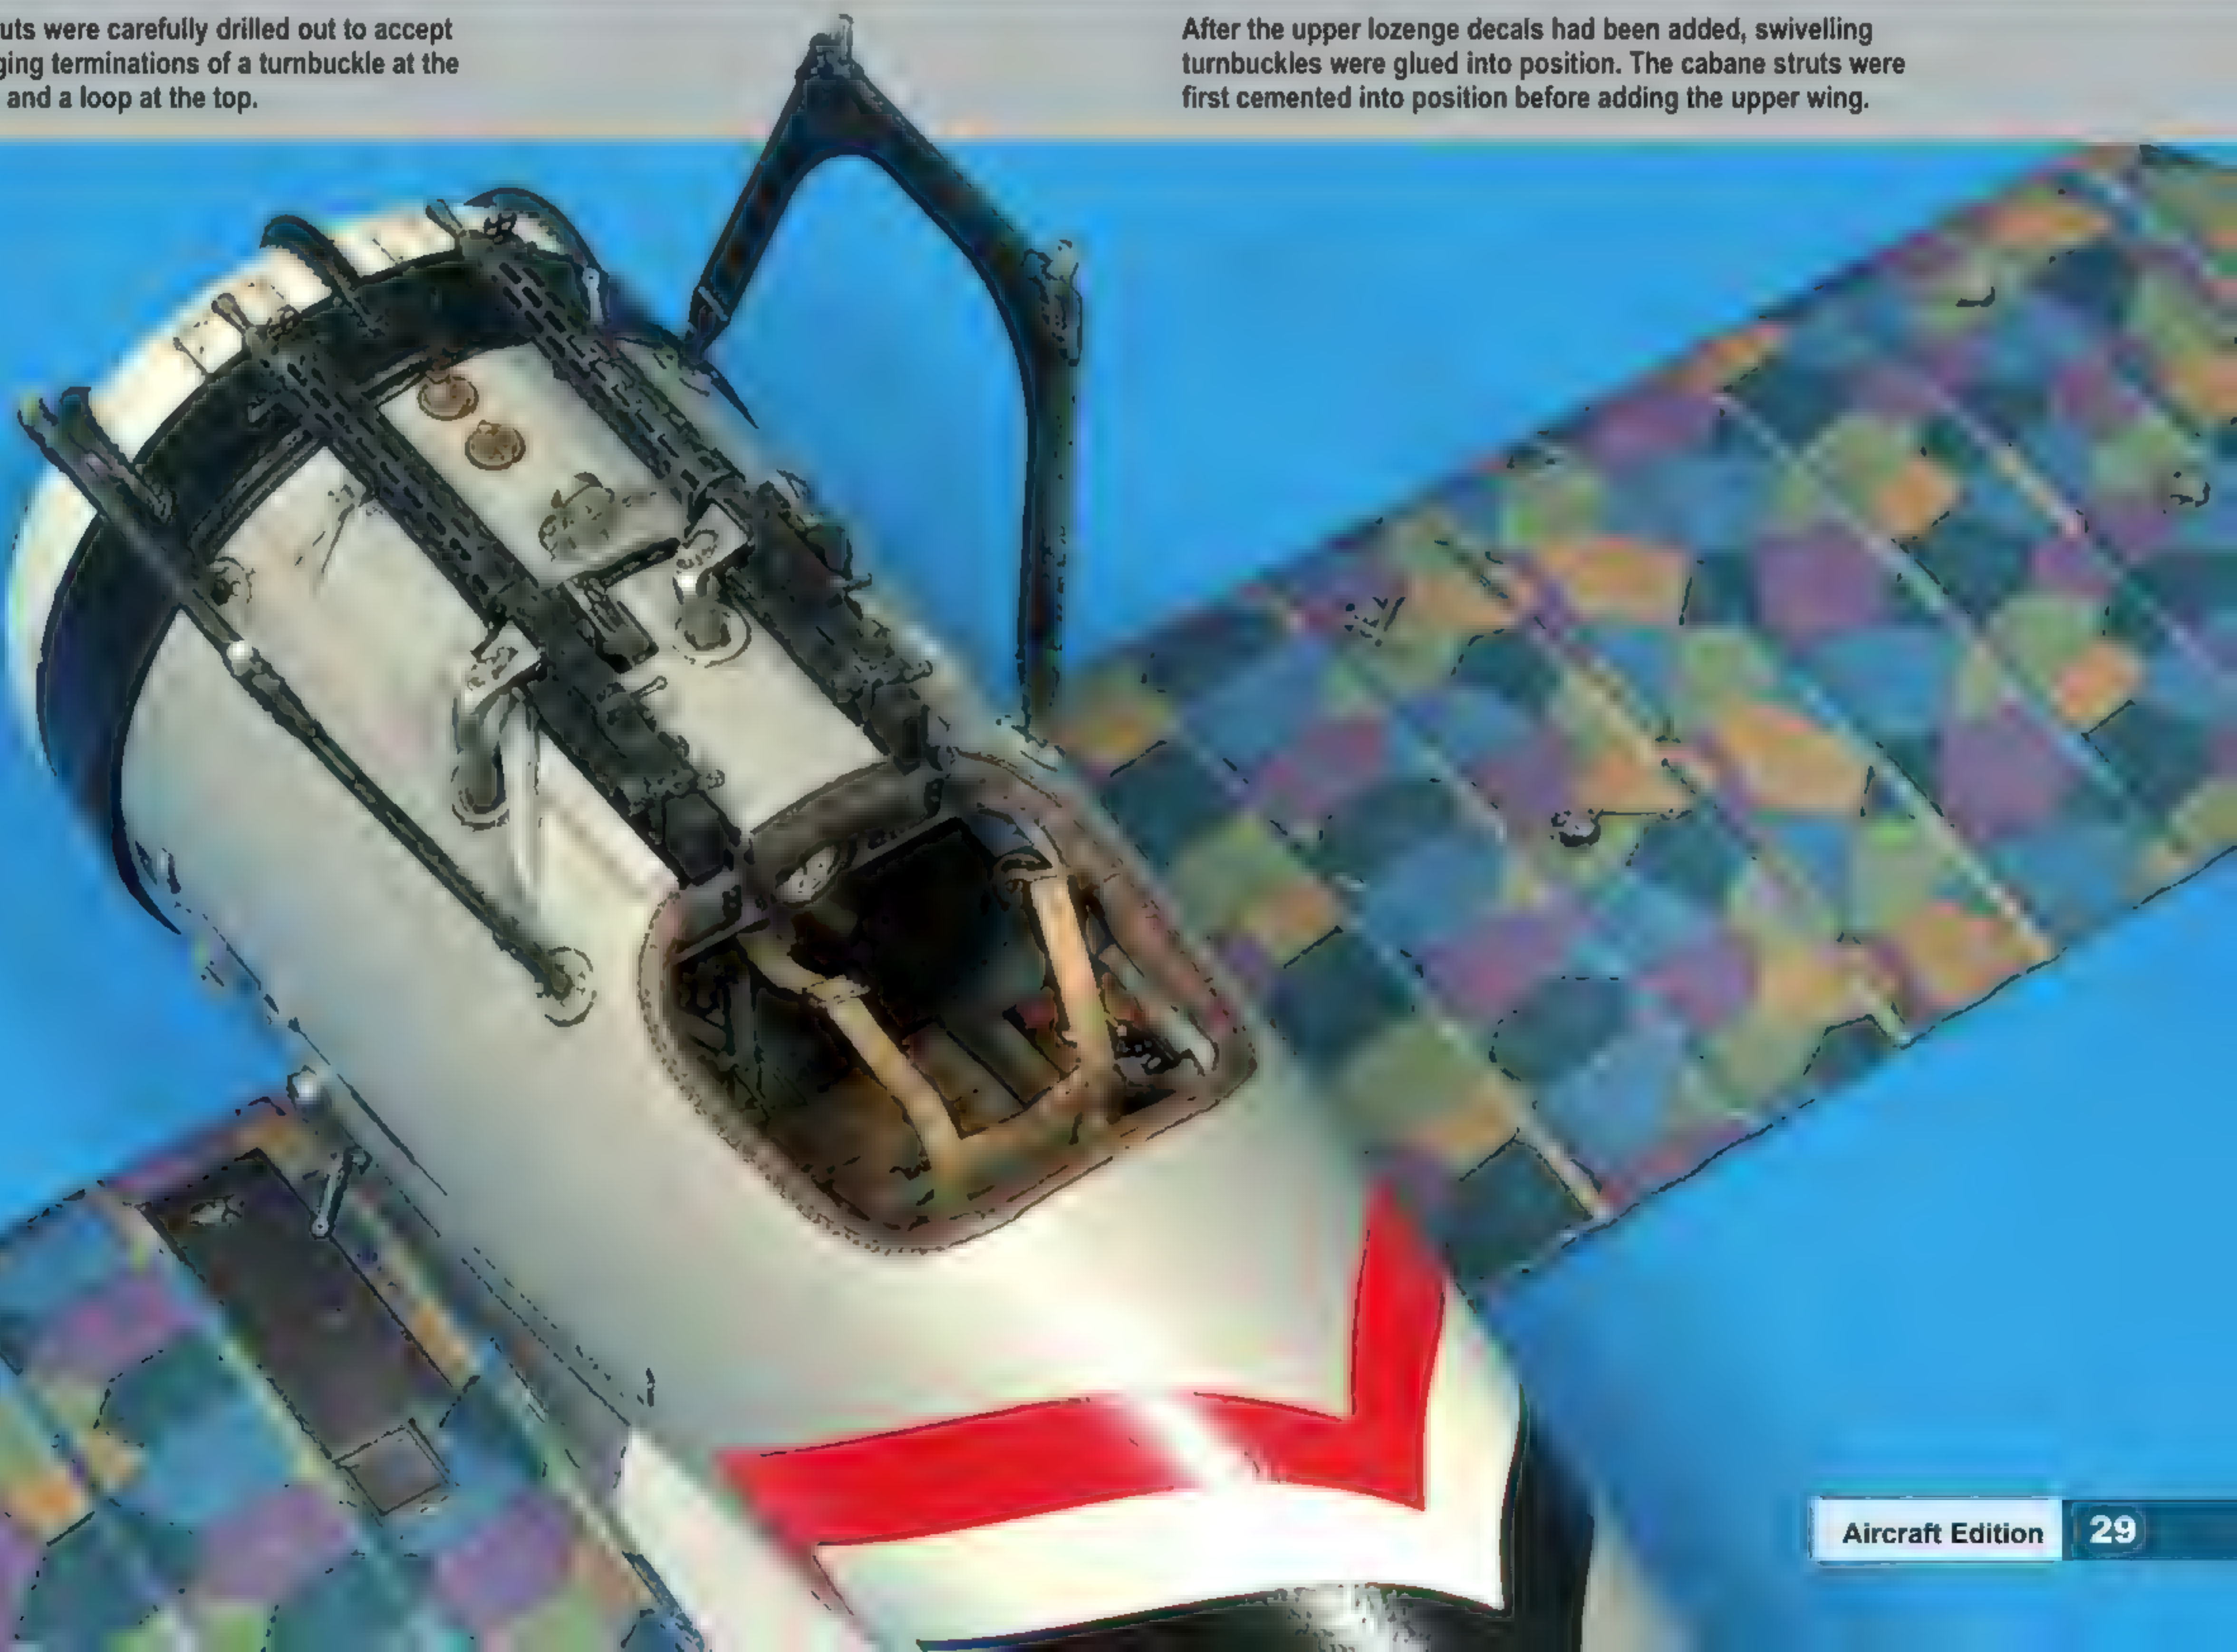 uts were carefully drilled out to accept
ging terminations of a turnbuckle at the
and a loop at the top.
After the upper lozenge decals had been added, swivelling
turnbuckles were glued into position. The cabane struts were
first cemented into position before adding the upper wing.
Aircraft Edition 29